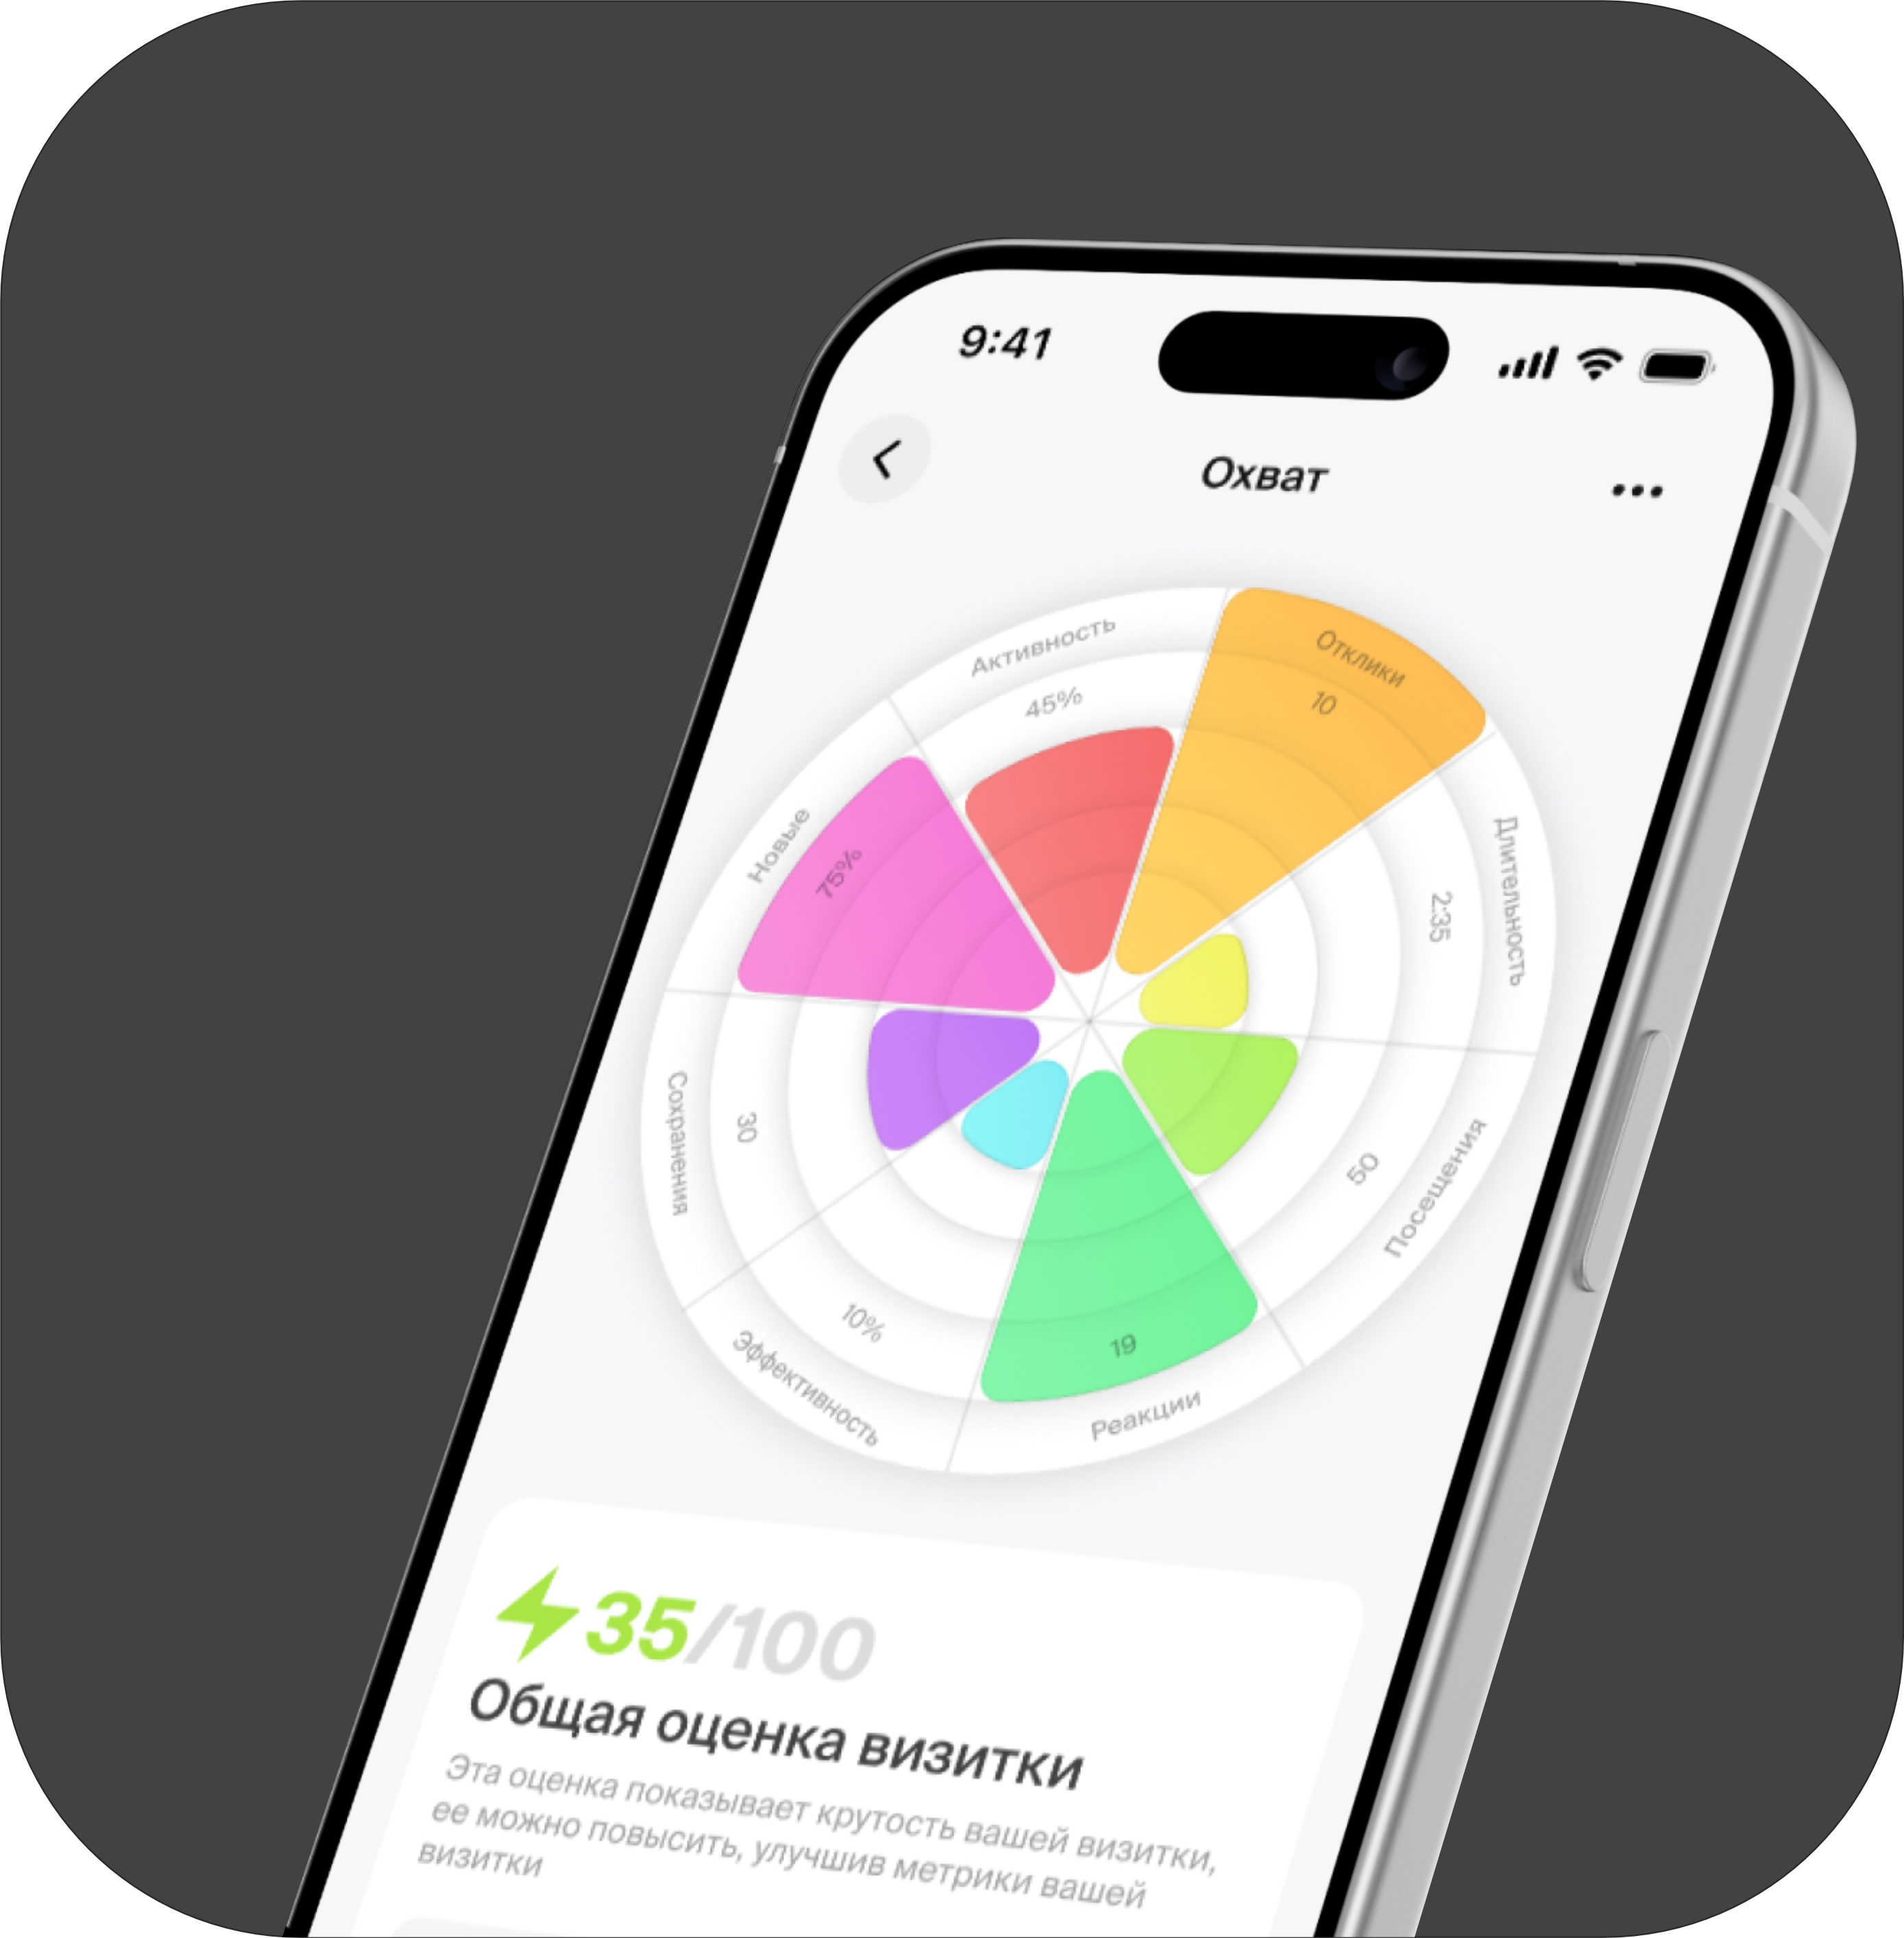 9:41
Охват
Активность
45%
Отклики
10
Длительность
2:35
Посещения
50
Реакции
19
Эффективность
10%
Сохранения
30
Новые
75%
35/100
Общая оценка визитки
Эта оценка показывает крутость вашей визитки,
ее можно повысить, улучшив метрики вашей
визитки